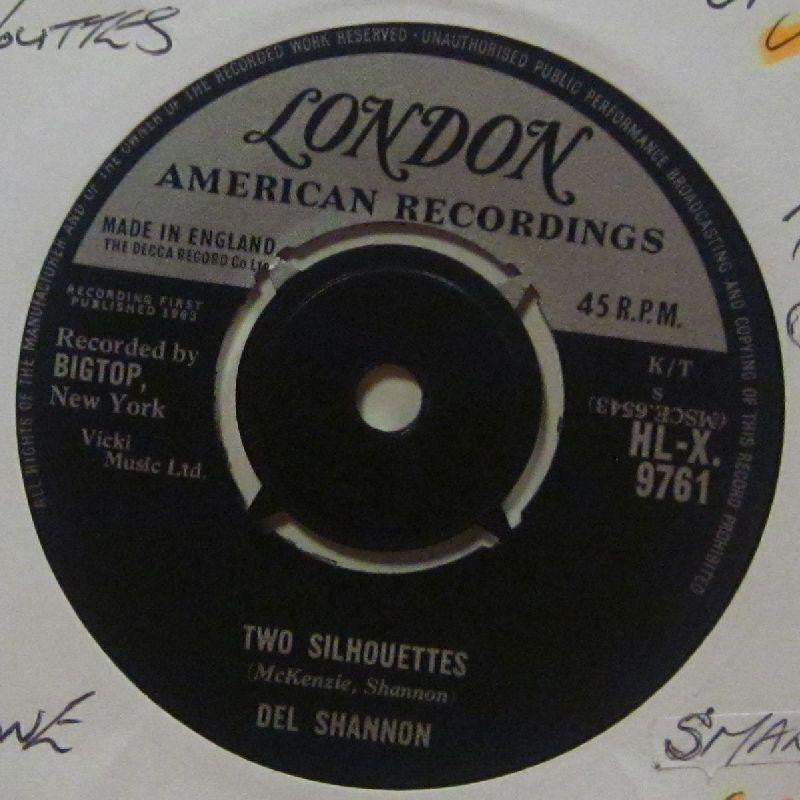 ALL RIGHTS OF THE MANUFACTURER AND OF THE OWNER OF THE RECORDED WORK RESERVED · UNAUTHORISED PUBLIC PERFORMANCE BROADCASTING AND COPYING OF THIS RECORD PROHIBITED
LONDON
AMERICAN RECORDINGS
MADE IN ENGLAND
THE DECCA RECORD Co. Ltd.
RECORDING FIRST
PUBLISHED 1963
45 R.P.M.
Recorded by
BIGTOP,
New York
Vicki
Music Ltd.
K/T
S
(MSCE.6543)
HL-X.
9761
TWO SILHOUETTES
(McKenzie, Shannon)
DEL SHANNON